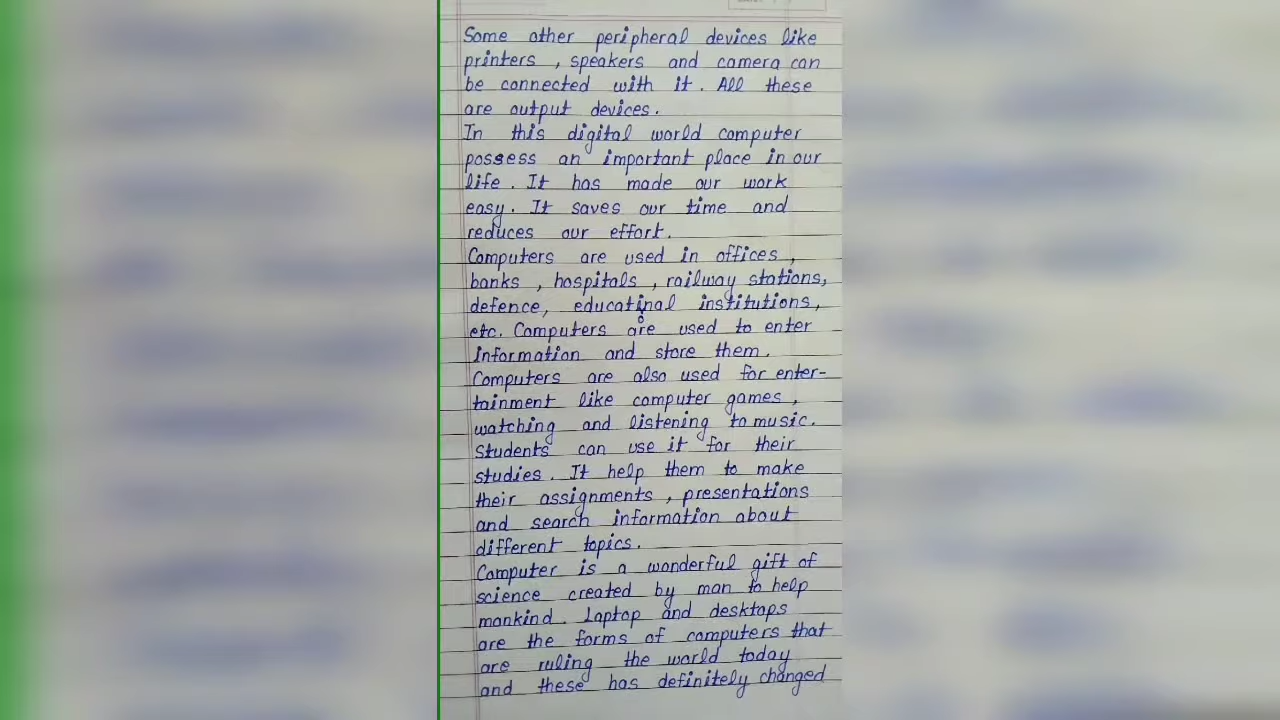 Some other peripheral devices like
printers , speakers and camera can
be connected with it. All these
are output devices.
In this digital world computer
possess an important place in our
life. It has made our work
easy. It saves our time and
reduces our effort.
Computers are used in offices ,
banks , hospitals , railway stations,
defence, educatinal institutions,
etc. Computers are used to enter
information and store them.
Computers are also used for enter-
tainment like computer games ,
watching and listening to music.
Students can use it for their
studies. It help them to make
their assignments , presentations
and search information about
different topics.
Computer is a wonderful gift of
science created by man to help
mankind. Laptop and desktops
are the forms of computers that
are ruling the world today
and these has definitely changed